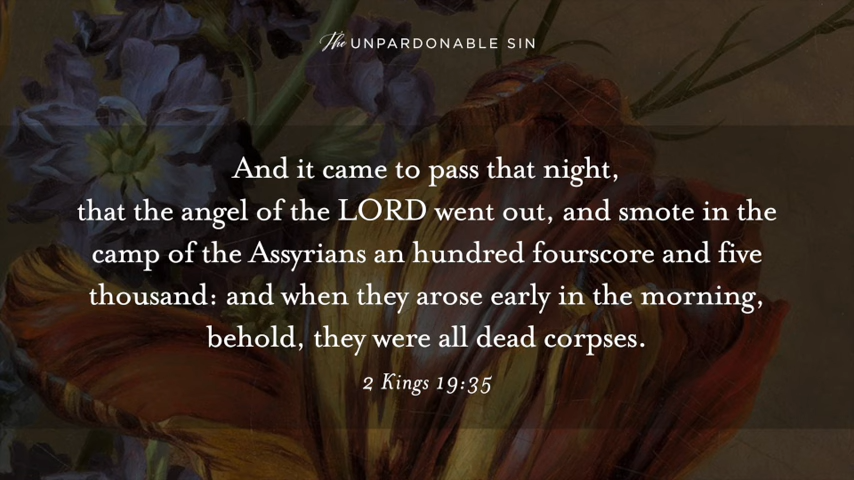 The UNPARDONABLE SIN
And it came to pass that night,
that the angel of the LORD went out, and smote in the
camp of the Assyrians an hundred fourscore and five
thousand: and when they arose early in the morning,
behold, they were all dead corpses.
2 Kings 19:35